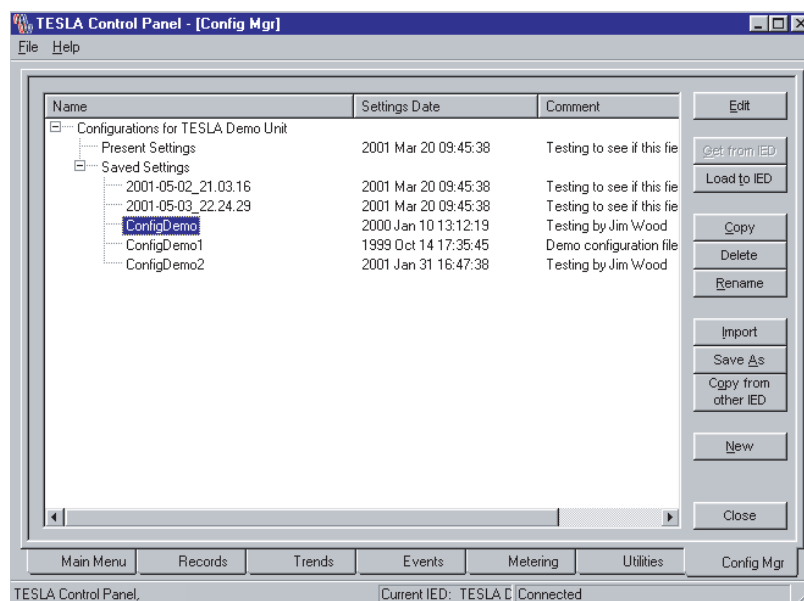 TESLA Control Panel - [Config Mgr]
File Help
Name Settings Date Comment
Configurations for TESLA Demo Unit
Present Settings 2001 Mar 20 09:45:38 Testing to see if this fie
Saved Settings
2001-05-02_21.03.16 2001 Mar 20 09:45:38 Testing to see if this fie
2001-05-03_22.24.29 2001 Mar 20 09:45:38 Testing to see if this fie
ConfigDemo 2000 Jan 10 13:12:19 Testing by Jim Wood
ConfigDemo1 1999 Oct 14 17:35:45 Demo configuration file
ConfigDemo2 2001 Jan 31 16:47:38 Testing by Jim Wood
Edit
Get from IED
Load to IED
Copy
Delete
Rename
Import
Save As
Copy from
other IED
New
Close
Main Menu Records Trends Events Metering Utilities Config Mgr
TESLA Control Panel, Current IED: TESLA D Connected